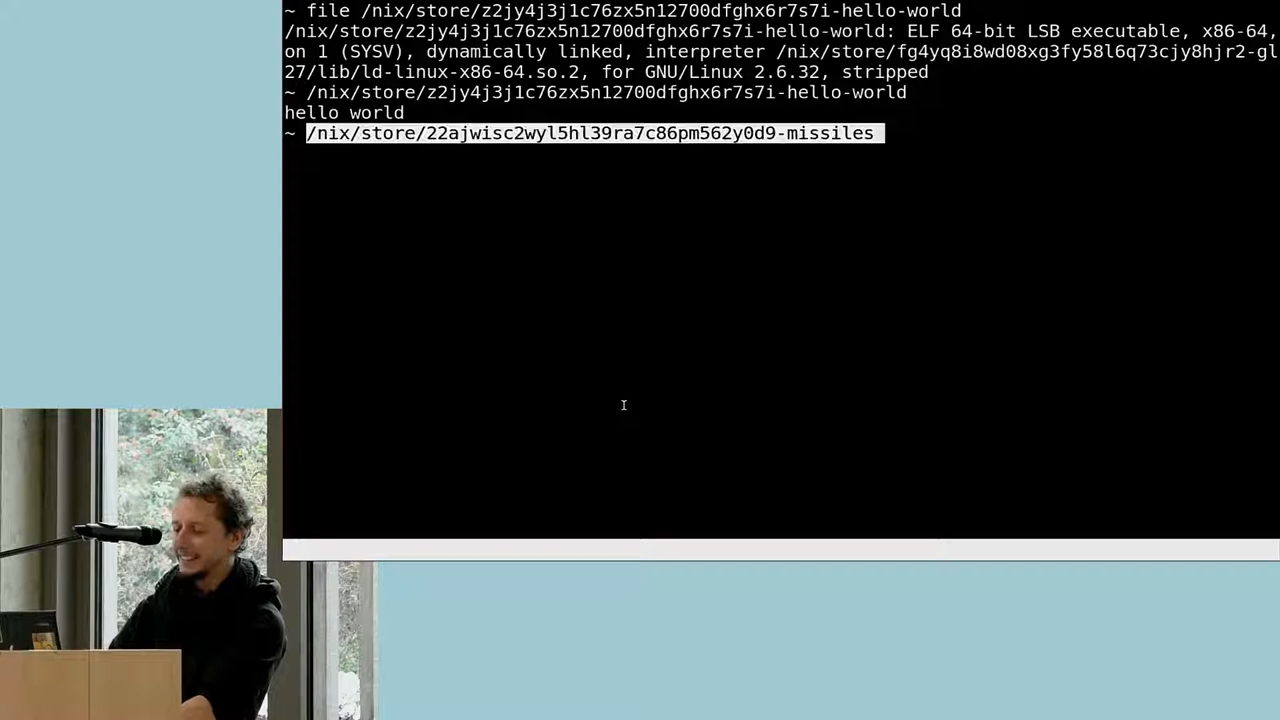 ~ file /nix/store/z2jy4j3j1c76zx5n12700dfghx6r7s7i-hello-world
/nix/store/z2jy4j3j1c76zx5n12700dfghx6r7s7i-hello-world: ELF 64-bit LSB executable, x86-64,
on 1 (SYSV), dynamically linked, interpreter /nix/store/fg4yq8i8wd08xg3fy58l6q73cjy8hjr2-gl
27/lib/ld-linux-x86-64.so.2, for GNU/Linux 2.6.32, stripped
~ /nix/store/z2jy4j3j1c76zx5n12700dfghx6r7s7i-hello-world
hello world
~ /nix/store/22ajwisc2wyl5hl39ra7c86pm562y0d9-missiles